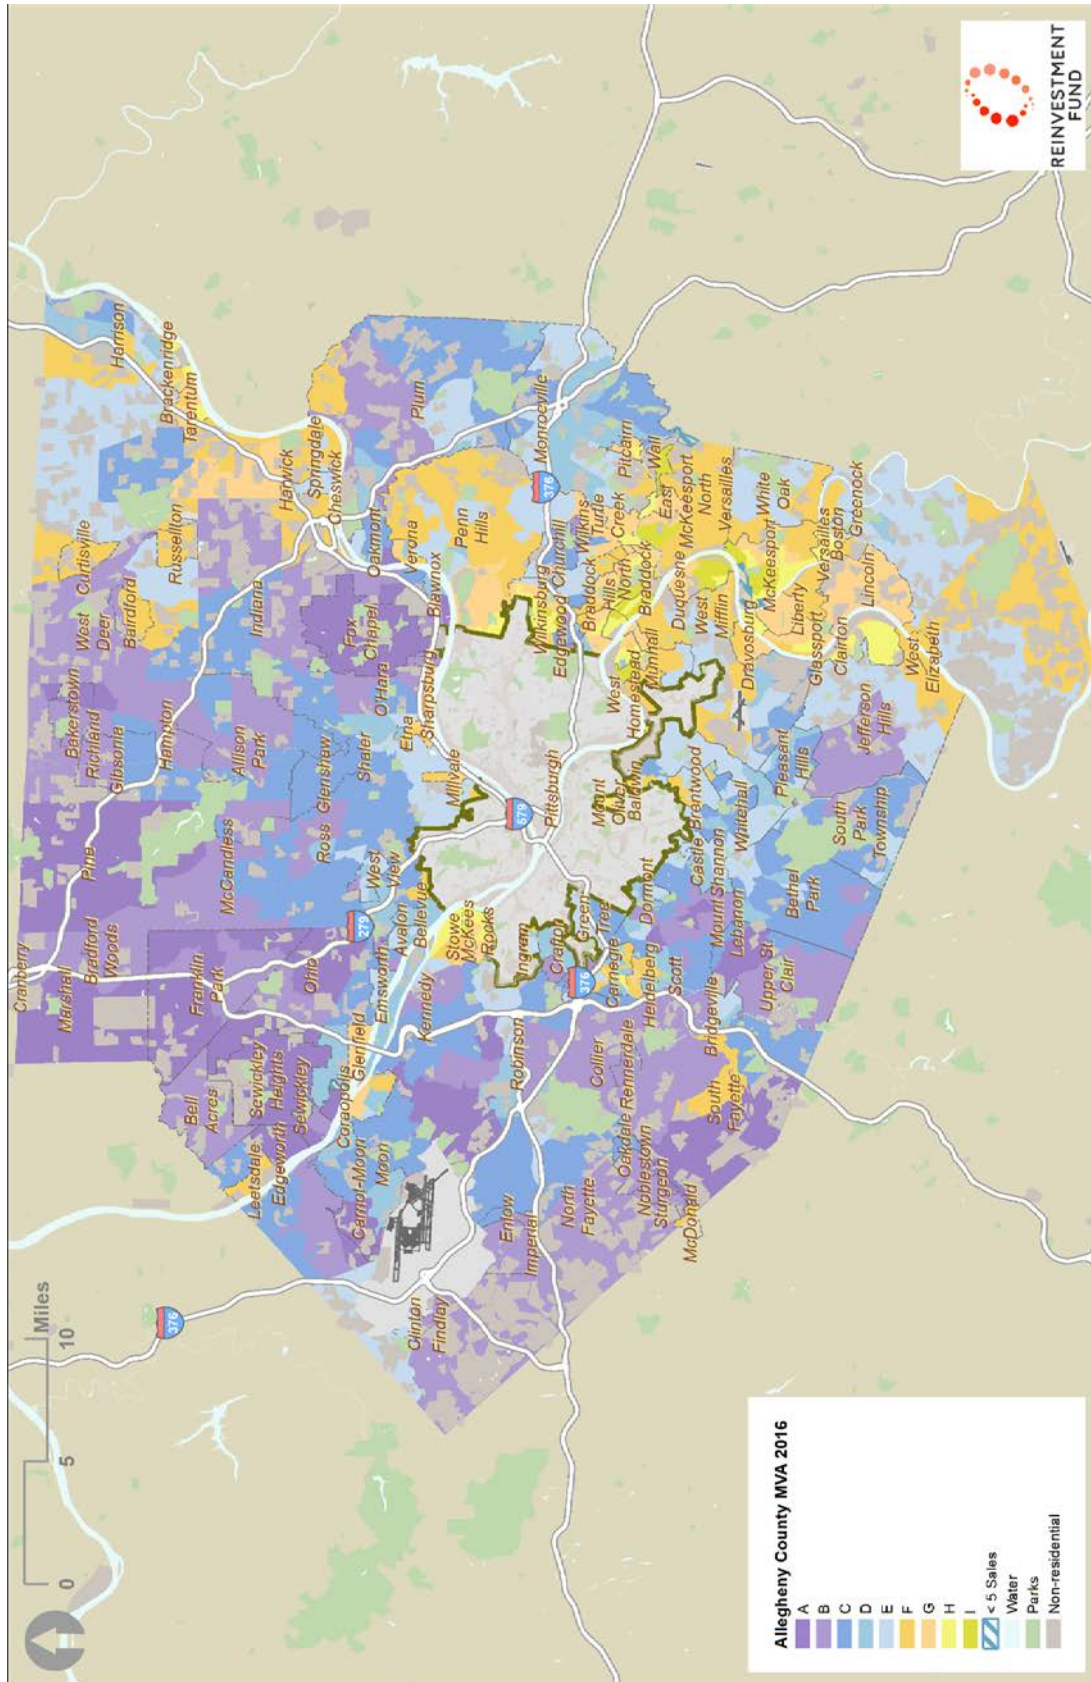 Cranberry
Marshall
Pine
Bradford
Woods
Bakerstown
Richland
Gibsonia
West
Deer
Curtisville
Bairdford
Russellton
Harrison
Brackenridge
Tarentum
Bell
Acres
Franklin
Park
McCandless
Hampton
Allison
Park
Indiana
Harwick
Springdale
Cheswick
Leetsdale
Edgeworth
Sewickley
Heights
Sewickley
Ohio
Ross
Glenshaw
Shaler
Fox
Chapel
O'Hara
Oakmont
Plum
Glenfield
Emsworth
279
West
View
Avalon
Bellevue
Etna
Sharpsburg
Millvale
Blawnox
Verona
Penn
Hills
Coraopolis
Carnot-Moon
Moon
Kennedy
Stowe
McKees
Rocks
376
Clinton
Findlay
Enlow
Imperial
Robinson
Ingram
Crafton
Green
Tree
579
Pittsburgh
Wilkinsburg
Edgewood
Churchill
376
Monroeville
North
Fayette
Oakdale
Rennerdale
Noblestown
Sturgeon
McDonald
Collier
376
Carnegie
Heidelberg
Scott
Dormont
Mount
Oliver
Baldwin
Braddock
Hills
Wilkins
Turtle
Creek
Pitcairn
Wall
North
Braddock
East
McKeesport
West
Homestead
Munhall
Duquesne
West
Mifflin
North
Versailles
South
Fayette
Bridgeville
Mount
Lebanon
Castle
Shannon
Brentwood
Whitehall
Dravosburg
McKeesport
White
Oak
Upper St.
Clair
Bethel
Park
Pleasant
Hills
Liberty
Glassport
Versailles
Boston
Greenock
Clairton
Lincoln
South
Park
Township
Jefferson
Hills
West
Elizabeth
0
5
10
Miles
Allegheny County MVA 2016
A
B
C
D
E
F
G
H
I
< 5 Sales
Water
Parks
Non-residential
REINVESTMENT
FUND